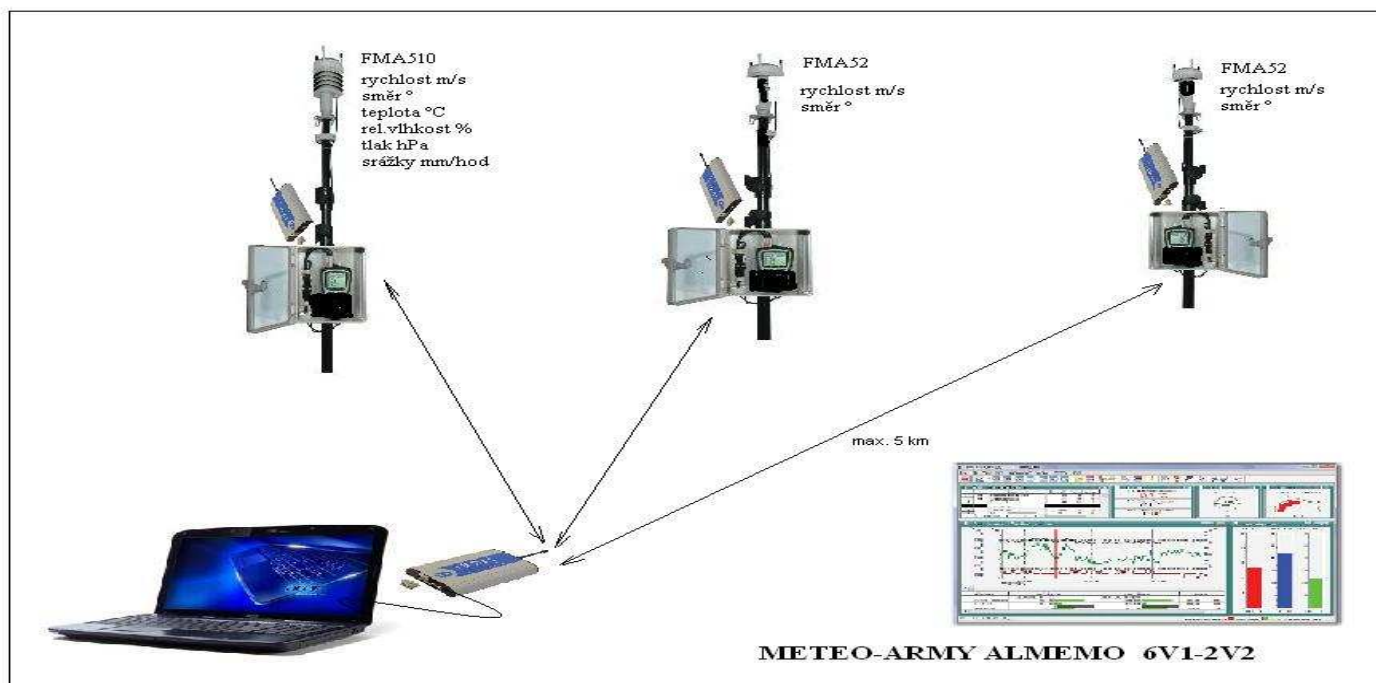 FMA510
rychlost m/s
směr °
teplota °C
rel.vlhkost %
tlak hPa
srážky mm/hod
FMA52
rychlost m/s
směr °
FMA52
rychlost m/s
směr °
max. 5 km
METEO-ARMY ALMEMO 6V1-2V2